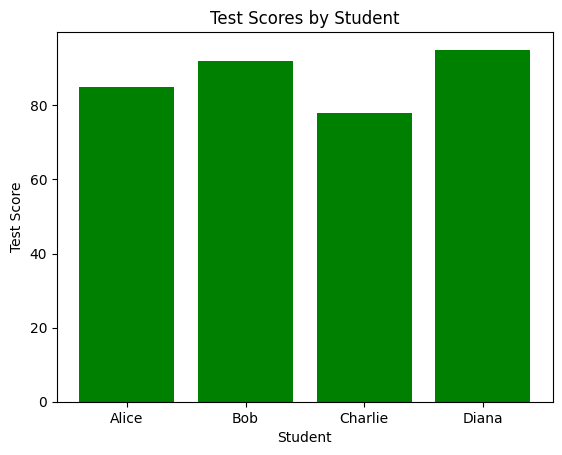 Test Scores by Student
Test Score
80
60
40
20
0
Alice Bob Charlie Diana
Student